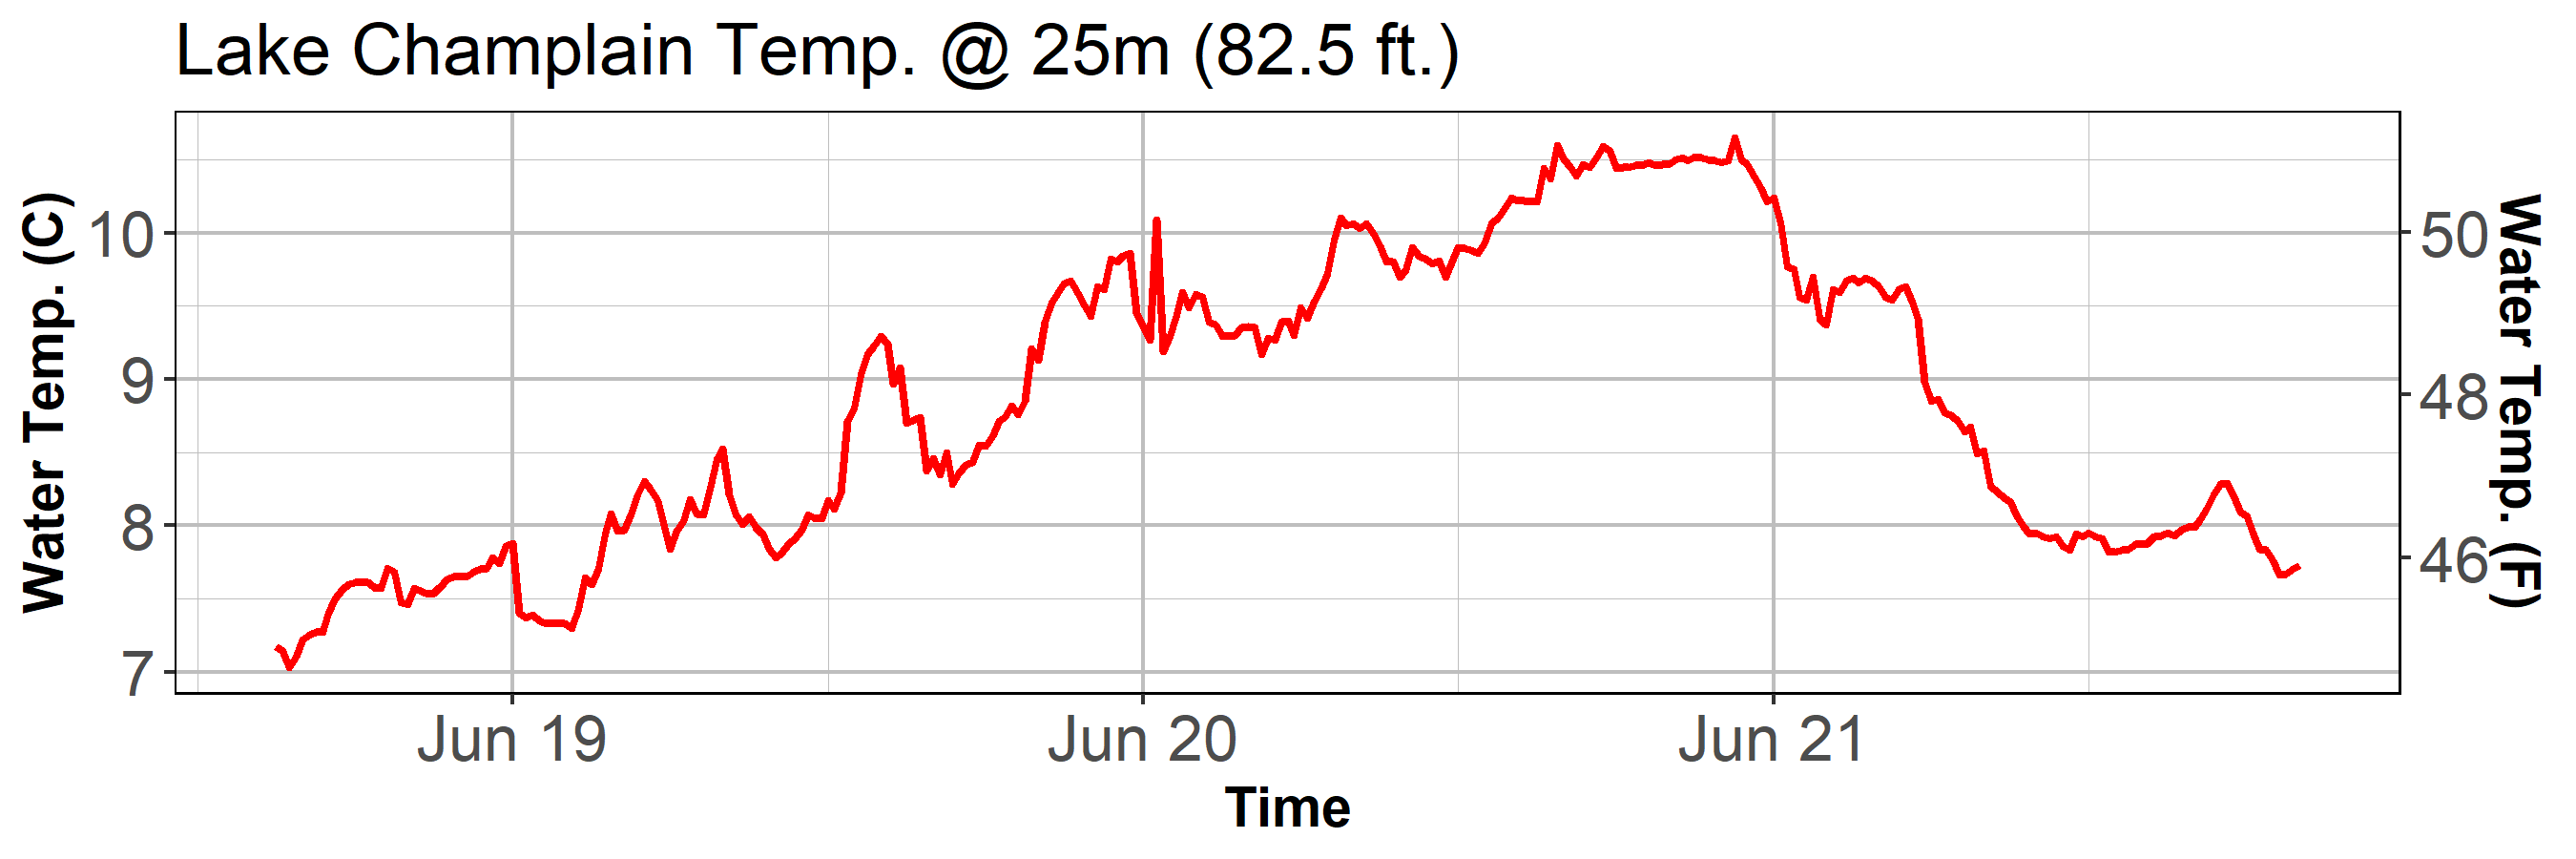 Lake Champlain Temp. @ 25m (82.5 ft.)
Water Temp. (C)
10
9
8
7
50
48
46
Water Temp. (F)
Jun 19
Jun 20
Jun 21
Time